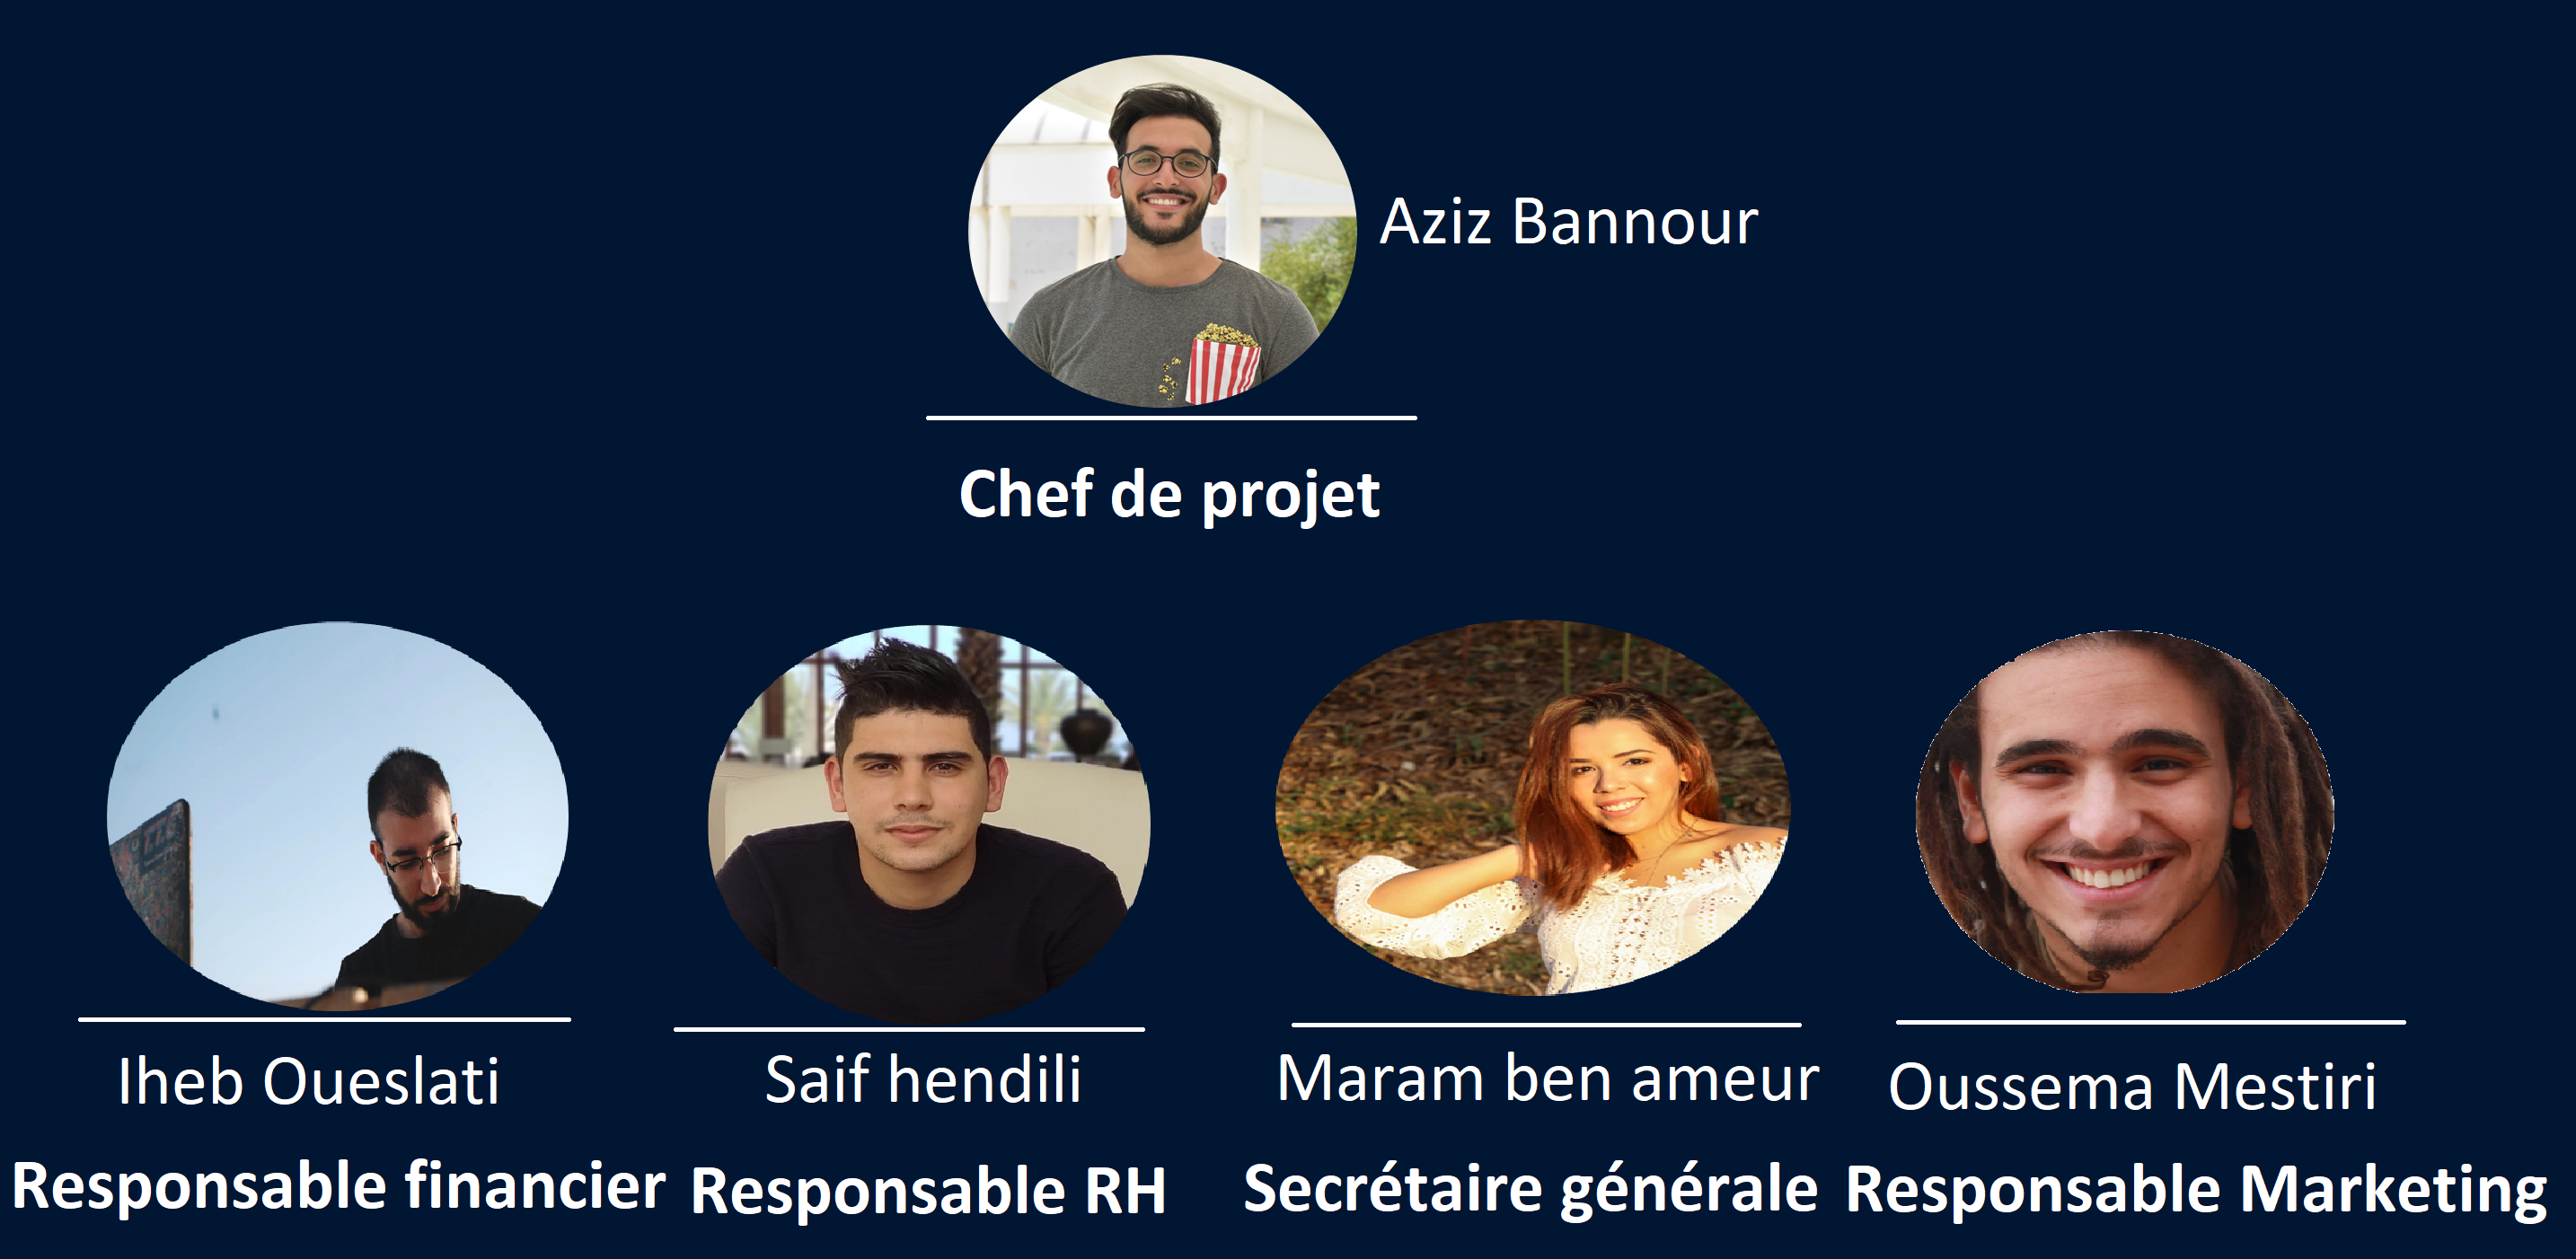 Aziz Bannour
Chef de projet
Iheb Oueslati
Saif hendili
Maram ben ameur
Oussema Mestiri
Responsable financier
Responsable RH
Secrétaire générale
Responsable Marketing